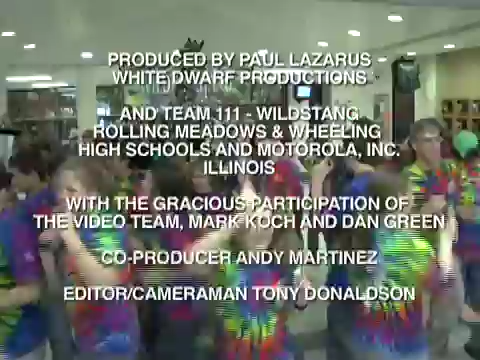 PRODUCED BY PAUL LAZARUS
WHITE DWARF PRODUCTIONS
AND TEAM 111 - WILDSTANG
ROLLING MEADOWS & WHEELING
HIGH SCHOOLS AND MOTOROLA, INC.
ILLINOIS
WITH THE GRACIOUS PARTICIPATION OF
THE VIDEO TEAM, MARK KOCH AND DAN GREEN
CO-PRODUCER ANDY MARTINEZ
EDITOR/CAMERAMAN TONY DONALDSON